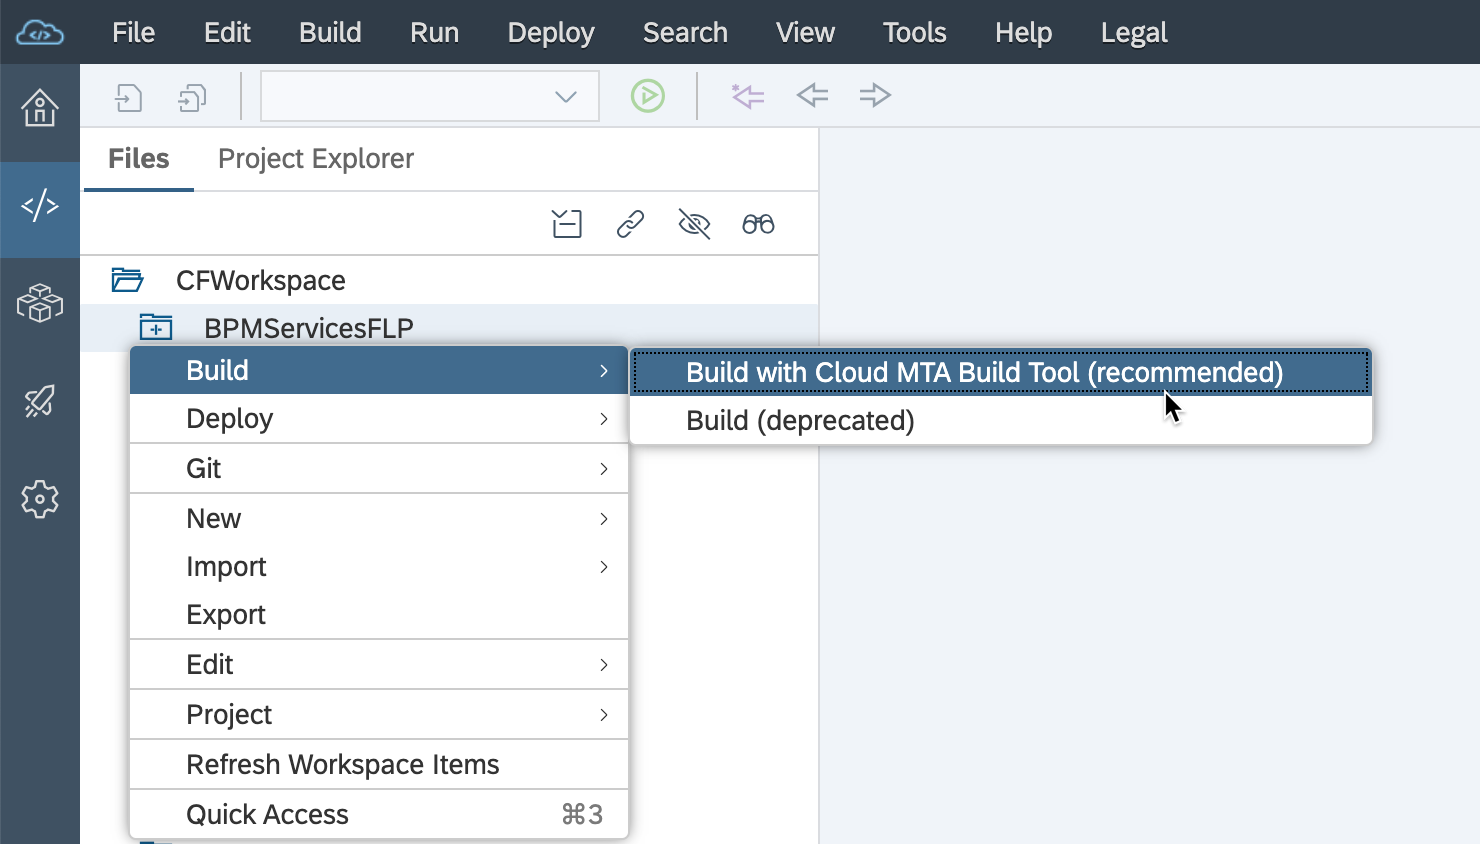 File Edit Build Run Deploy Search View Tools Help Legal
Files Project Explorer
CFWorkspace
BPMServicesFLP
Build
Build with Cloud MTA Build Tool (recommended)
Deploy
Build (deprecated)
Git
New
Import
Export
Edit
Project
Refresh Workspace Items
Quick Access ⌘3